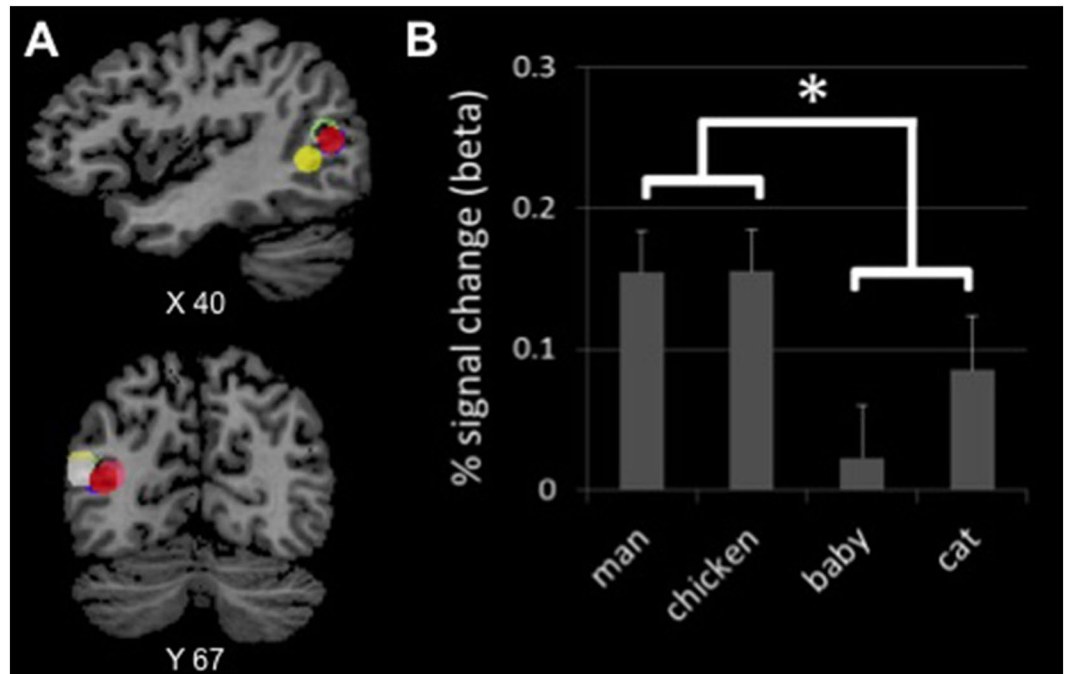 A
X 40
Y 67
B
% signal change (beta)
0.3
0.2
0.1
0
*
man
chicken
baby
cat